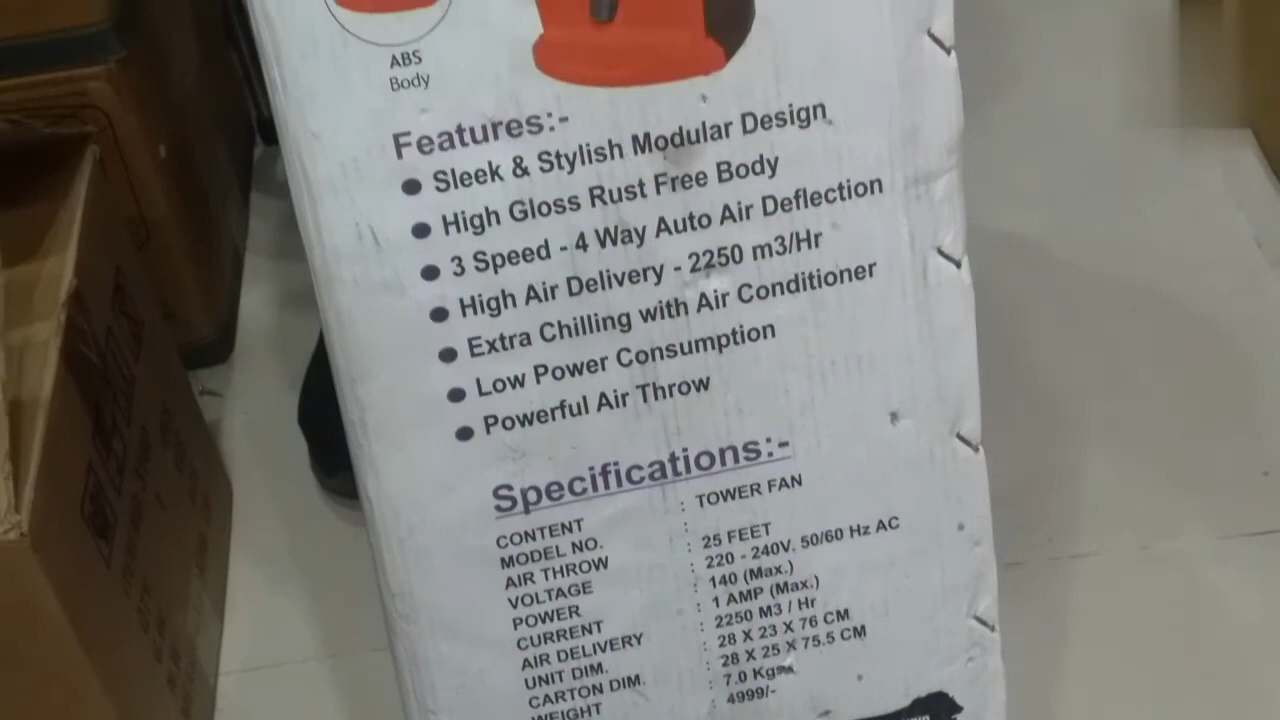 ABS
Body
Features:-
● Sleek & Stylish Modular Design
● High Gloss Rust Free Body
● 3 Speed - 4 Way Auto Air Deflection
● High Air Delivery - 2250 m3/Hr
● Extra Chilling with Air Conditioner
● Low Power Consumption
● Powerful Air Throw
Specifications:-
CONTENT : TOWER FAN
MODEL NO. :
AIR THROW : 25 FEET
VOLTAGE : 220 - 240V, 50/60 Hz AC
POWER : 140 (Max.)
CURRENT : 1 AMP (Max.)
AIR DELIVERY : 2250 M3 / Hr
UNIT DIM. : 28 X 23 X 76 CM
CARTON DIM. : 28 X 25 X 75.5 CM
WEIGHT : 7.0 Kgs
: 4999/-